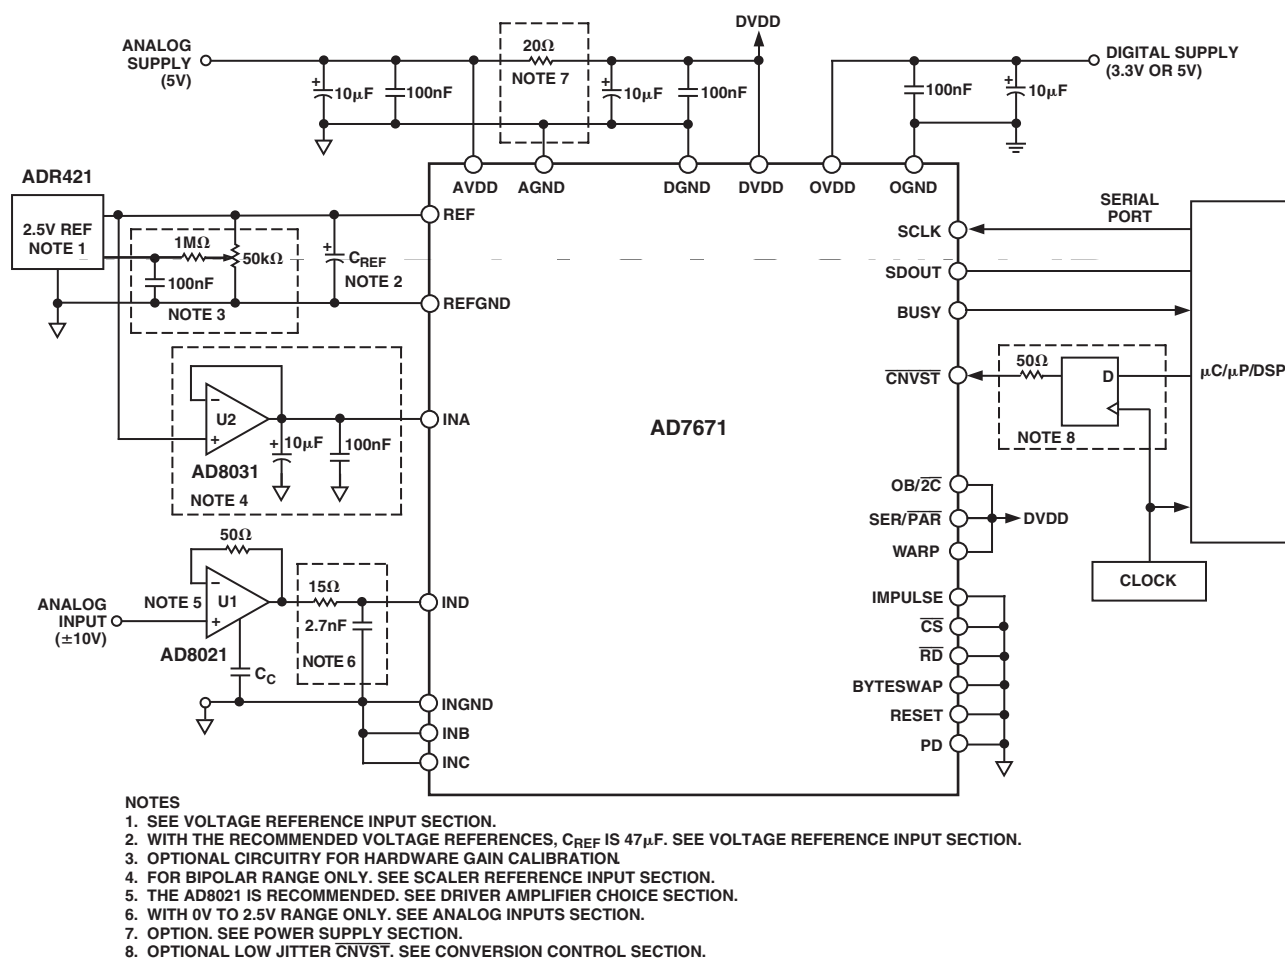 ANALOG
SUPPLY
(5V)
20Ω
NOTE 7
DVDD
DIGITAL SUPPLY
(3.3V OR 5V)
+
10μF
100nF
+
10μF
100nF
100nF
+
10μF
ADR421
AVDD
AGND
DGND
DVDD
OVDD
OGND
2.5V REF
NOTE 1
1MΩ
50kΩ
100nF
NOTE 3
+
CREF
NOTE 2
REF
REFGND
SERIAL
PORT
SCLK
SDOUT
BUSY
C̅N̅V̅S̅T̅
50Ω
D
NOTE 8
μC/μP/DSP
−
U2
+
AD8031
+
10μF
100nF
NOTE 4
INA
AD7671
OB/2̅C̅
SER/P̅A̅R̅
WARP
DVDD
CLOCK
50Ω
ANALOG
INPUT
(±10V)
NOTE 5
−
U1
+
AD8021
CC
15Ω
2.7nF
NOTE 6
IND
INGND
INB
INC
IMPULSE
C̅S̅
R̅D̅
BYTESWAP
RESET
PD
NOTES
1. SEE VOLTAGE REFERENCE INPUT SECTION.
2. WITH THE RECOMMENDED VOLTAGE REFERENCES, CREF IS 47μF. SEE VOLTAGE REFERENCE INPUT SECTION.
3. OPTIONAL CIRCUITRY FOR HARDWARE GAIN CALIBRATION.
4. FOR BIPOLAR RANGE ONLY. SEE SCALER REFERENCE INPUT SECTION.
5. THE AD8021 IS RECOMMENDED. SEE DRIVER AMPLIFIER CHOICE SECTION.
6. WITH 0V TO 2.5V RANGE ONLY. SEE ANALOG INPUTS SECTION.
7. OPTION. SEE POWER SUPPLY SECTION.
8. OPTIONAL LOW JITTER C̅N̅V̅S̅T̅. SEE CONVERSION CONTROL SECTION.